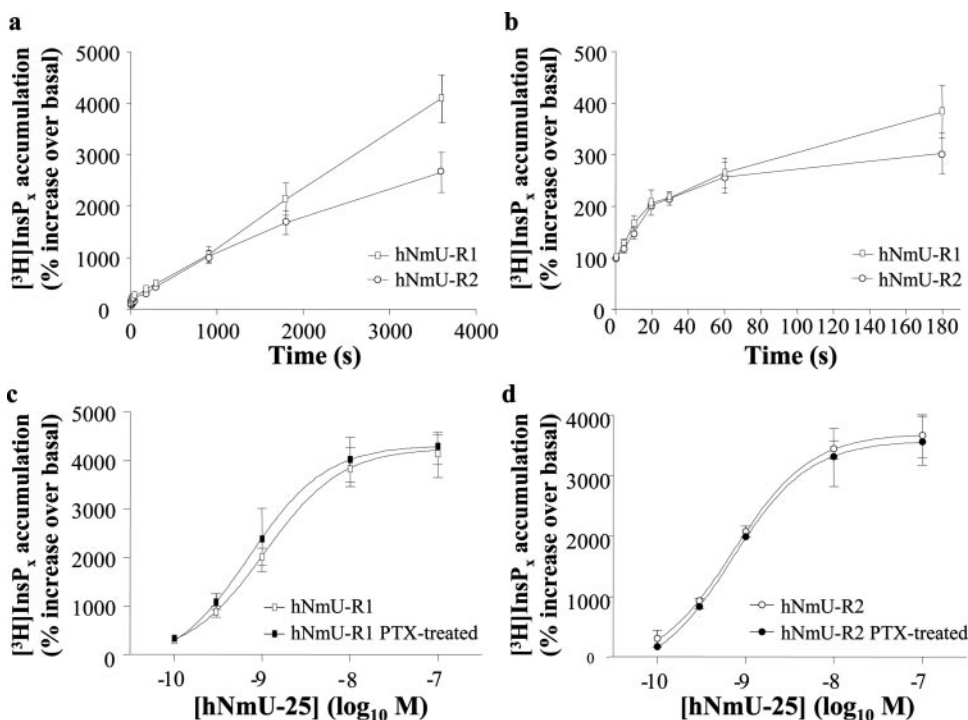 a
[³H]InsPₓ accumulation
(% increase over basal)
5000
4000
3000
2000
1000
0
0
1000
2000
3000
4000
Time (s)
hNmU-R1
hNmU-R2
b
[³H]InsPₓ accumulation
(% increase over basal)
500
400
300
200
100
0
0
20
40
60
80
100
120
140
160
180
Time (s)
hNmU-R1
hNmU-R2
c
[³H]InsPₓ accumulation
(% increase over basal)
5000
4000
3000
2000
1000
0
-10
-9
-8
-7
[hNmU-25] (log₁₀ M)
hNmU-R1
hNmU-R1 PTX-treated
d
[³H]InsPₓ accumulation
(% increase over basal)
4000
3000
2000
1000
0
-10
-9
-8
-7
[hNmU-25] (log₁₀ M)
hNmU-R2
hNmU-R2 PTX-treated